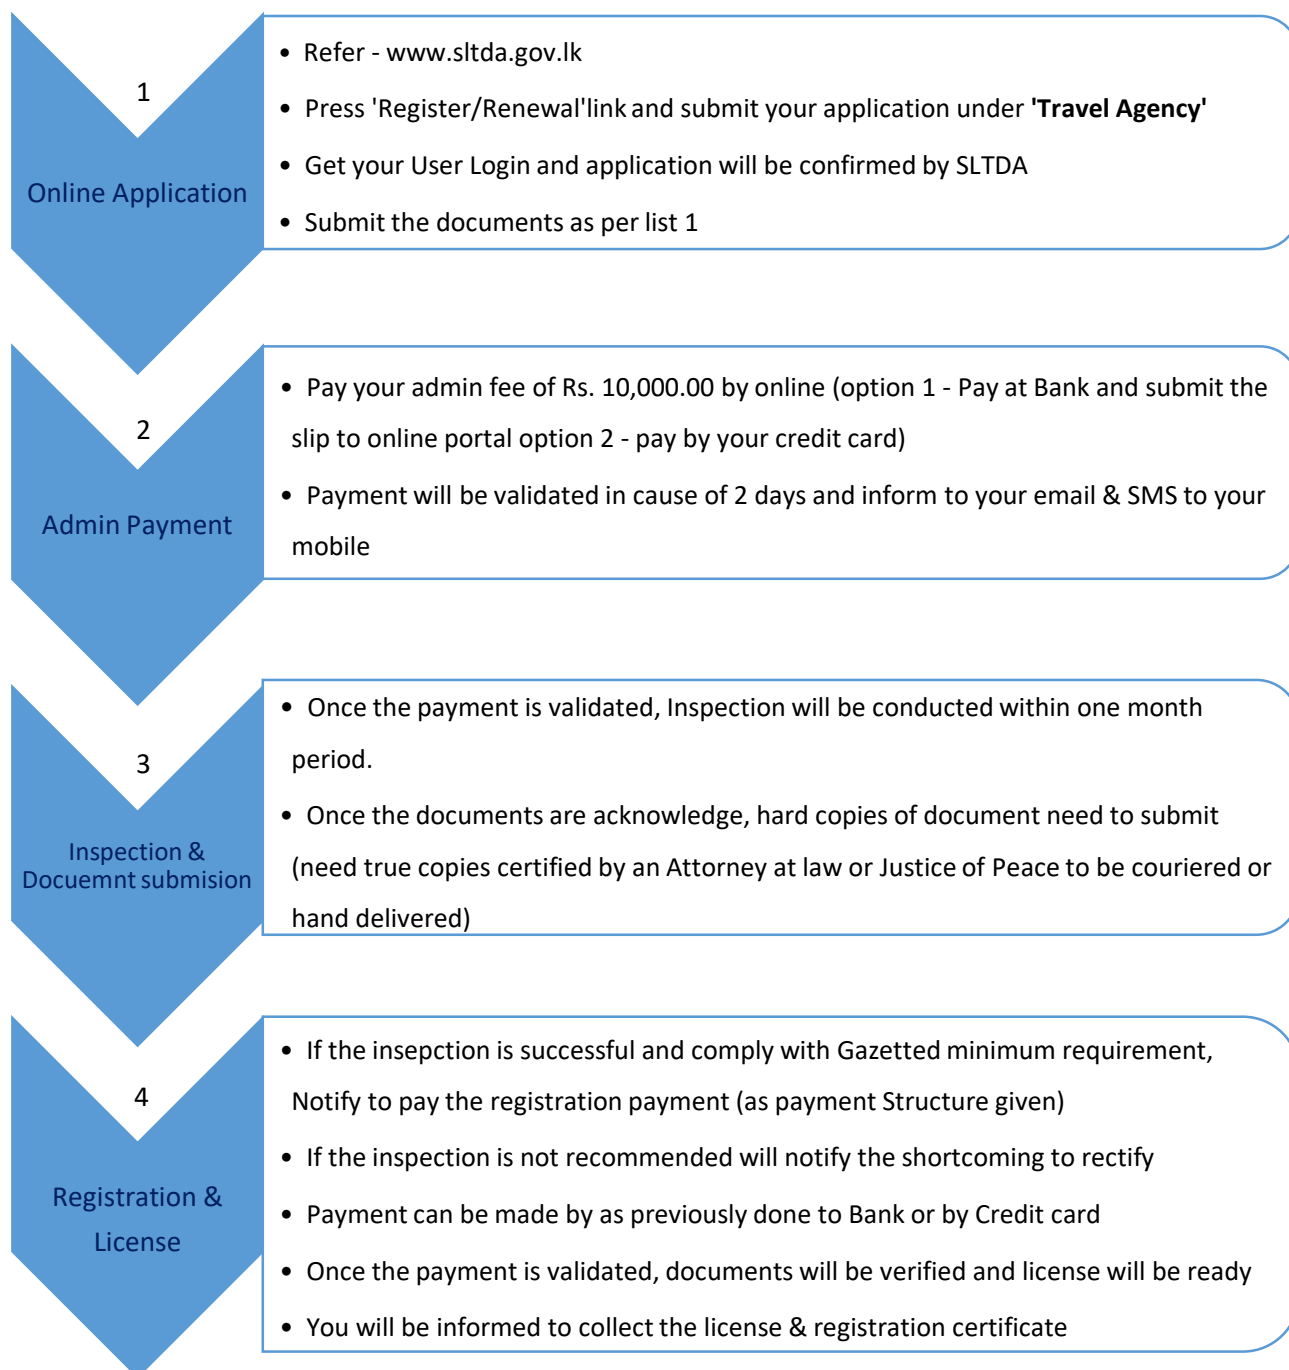 1
Online Application
• Refer - www.sltda.gov.lk
• Press 'Register/Renewal'link and submit your application under 'Travel Agency'
• Get your User Login and application will be confirmed by SLTDA
• Submit the documents as per list 1
2
Admin Payment
• Pay your admin fee of Rs. 10,000.00 by online (option 1 - Pay at Bank and submit the
slip to online portal option 2 - pay by your credit card)
• Payment will be validated in cause of 2 days and inform to your email & SMS to your
mobile
3
Inspection &
Docuemnt submision
• Once the payment is validated, Inspection will be conducted within one month
period.
• Once the documents are acknowledge, hard copies of document need to submit
(need true copies certified by an Attorney at law or Justice of Peace to be couriered or
hand delivered)
4
Registration &
License
• If the insepction is successful and comply with Gazetted minimum requirement,
Notify to pay the registration payment (as payment Structure given)
• If the inspection is not recommended will notify the shortcoming to rectify
• Payment can be made by as previously done to Bank or by Credit card
• Once the payment is validated, documents will be verified and license will be ready
• You will be informed to collect the license & registration certificate